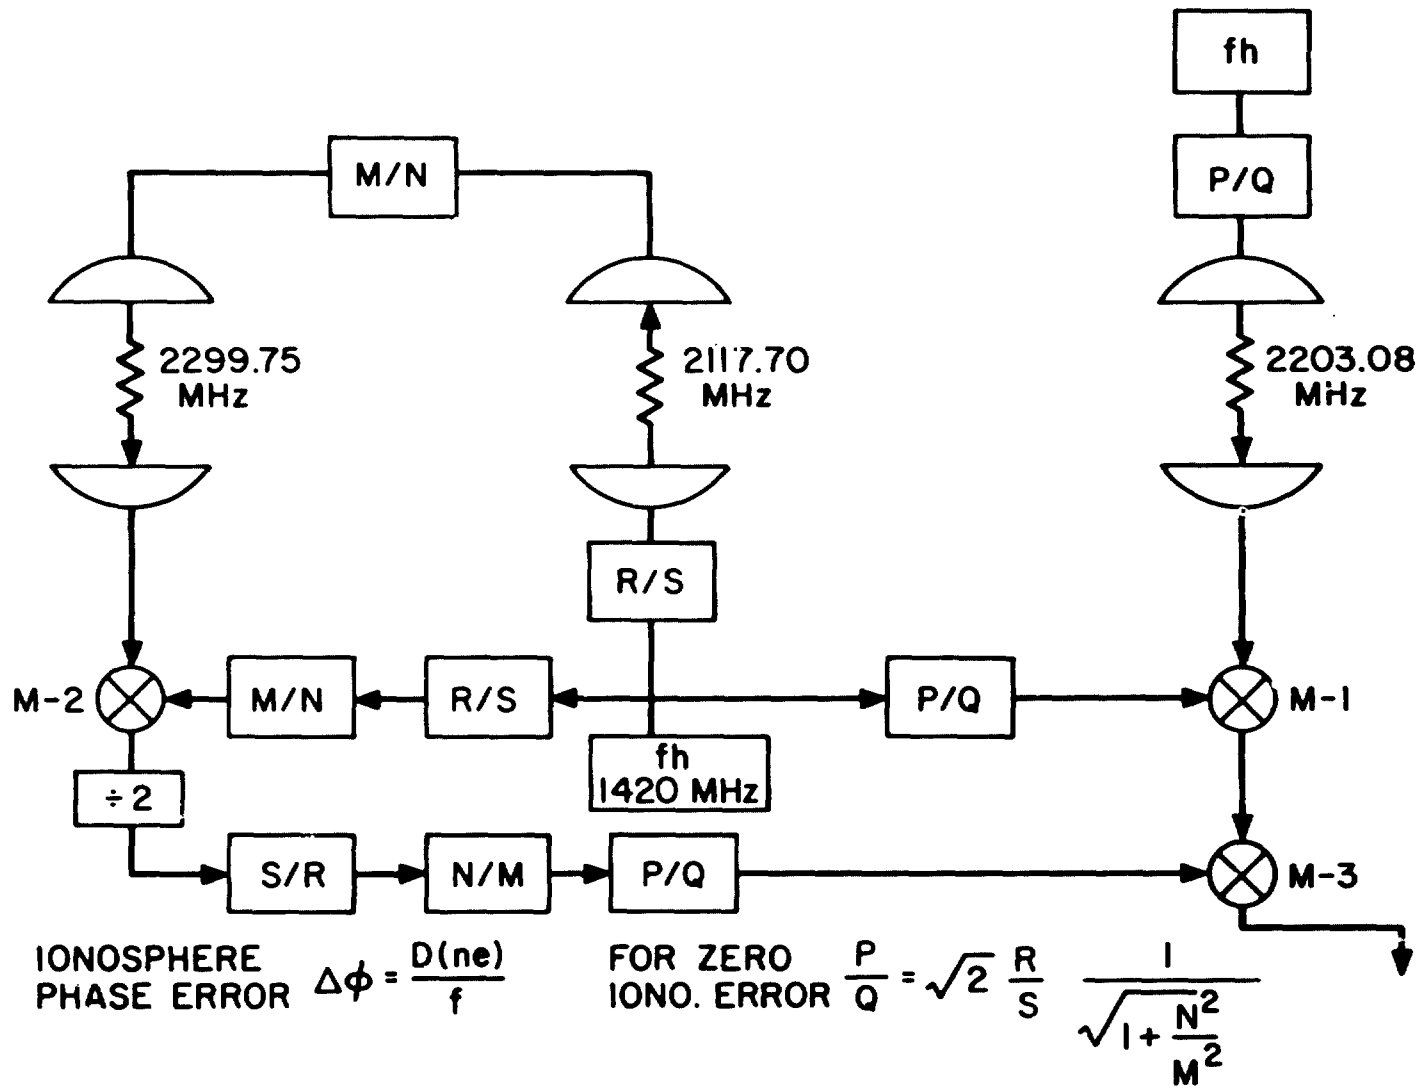 fh
M/N
P/Q
2299.75
MHz
2117.70
MHz
2203.08
MHz
R/S
M-2
M/N
R/S
P/Q
M-1
fh
1420 MHz
÷2
S/R
N/M
P/Q
M-3
IONOSPHERE
PHASE ERROR Δϕ = D(ne)/f
FOR ZERO
IONO. ERROR P/Q = √2 R/S 1/√(1 + N²/M²)